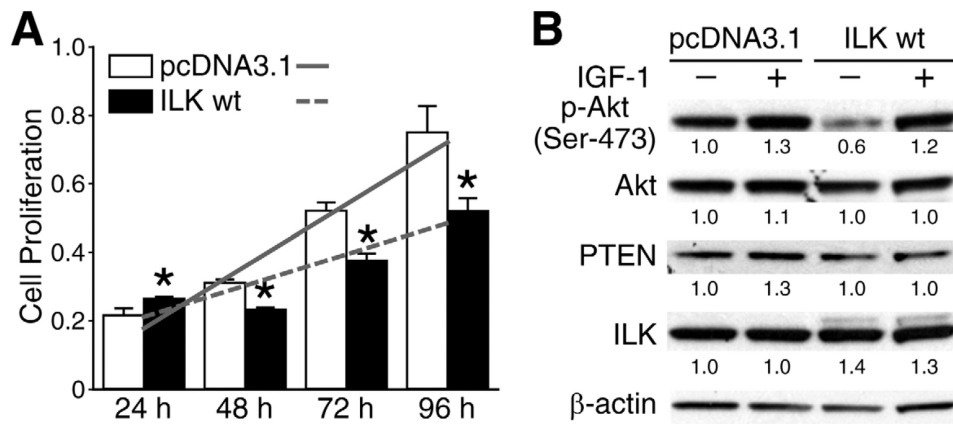 A
1.0
0.8
0.6
0.4
0.2
0
Cell Proliferation
pcDNA3.1
ILK wt
*
*
*
*
24 h 48 h 72 h 96 h
B
pcDNA3.1 ILK wt
IGF-1 − + − +
p-Akt
(Ser-473)
1.0 1.3 0.6 1.2
Akt
1.0 1.1 1.0 1.0
PTEN
1.0 1.3 1.0 1.0
ILK
1.0 1.0 1.4 1.3
β-actin